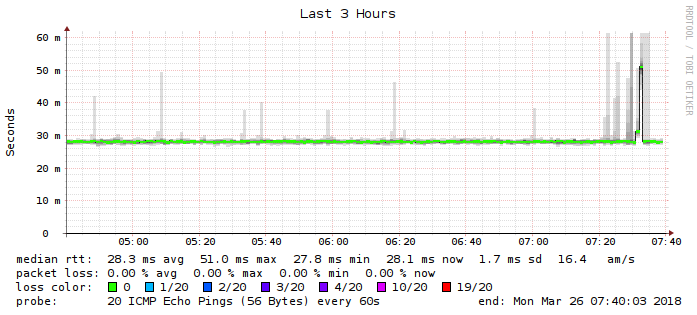 Last 3 Hours
RRDTOOL / TOBI OETIKER
Seconds
60 m
50 m
40 m
30 m
20 m
10 m
0
05:00 05:20 05:40 06:00 06:20 06:40 07:00 07:20 07:40
median rtt: 28.3 ms avg 51.0 ms max 27.8 ms min 28.1 ms now 1.7 ms sd 16.4 am/s
packet loss: 0.00 % avg 0.00 % max 0.00 % min 0.00 % now
loss color: 0 1/20 2/20 3/20 4/20 10/20 19/20
probe: 20 ICMP Echo Pings (56 Bytes) every 60s end: Mon Mar 26 07:40:03 2018